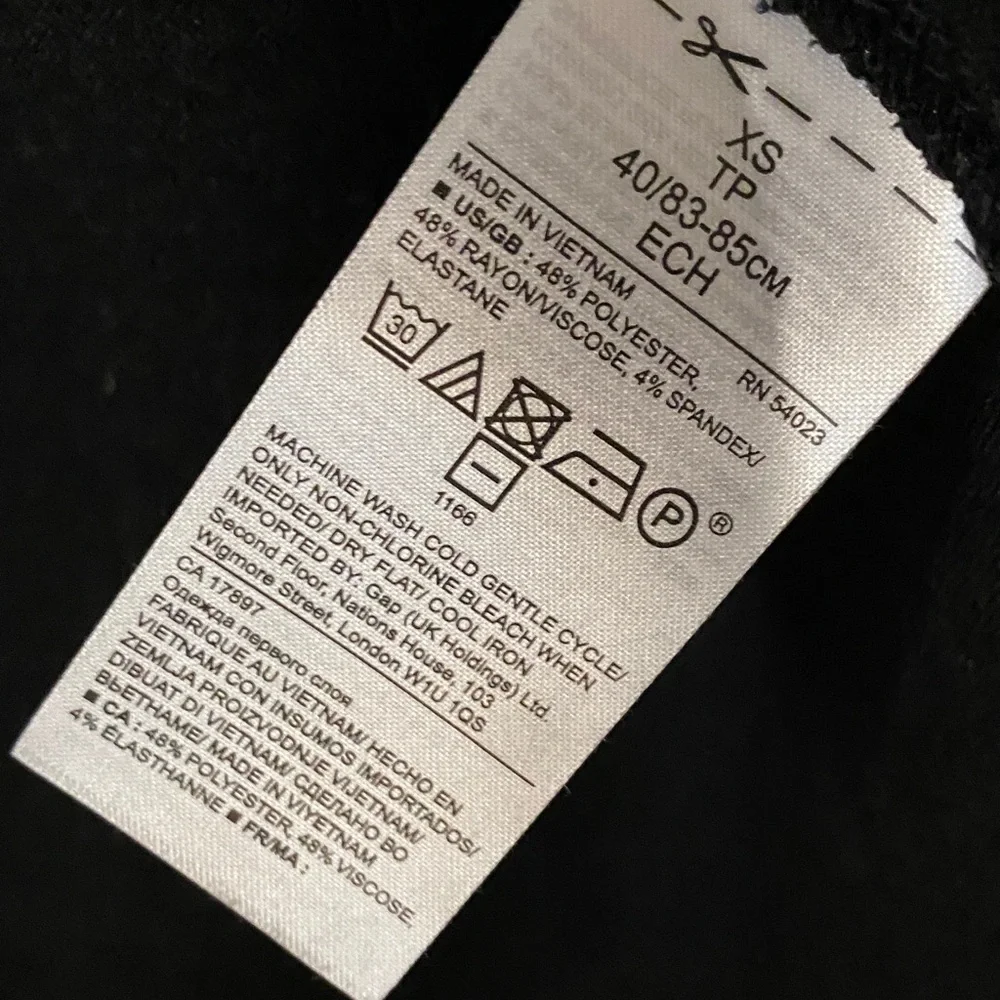 XS
TP
40/83-85CM
ECH
MADE IN VIETNAM RN 54023
■ US/GB : 48% POLYESTER,
48% RAYON/VISCOSE, 4% SPANDEX/
ELASTANE
30
P ®
1166
MACHINE WASH COLD GENTLE CYCLE/
ONLY NON-CHLORINE BLEACH WHEN
NEEDED/ DRY FLAT/ COOL IRON
IMPORTED BY: Gap (UK Holdings) Ltd.
Second Floor, Nations House, 103
Wigmore Street, London W1U 1QS
CA 17897
Одежда первого слоя
FABRIQUÉ AU VIETNAM/ HECHO EN
VIETNAM CON INSUMOS IMPORTADOS/
ZEMLJA PROIZVODNJE VIJETNAM/
DIBUAT DI VIETNAM/ СДЕЛАНО ВО
ВЬЕТНАМЕ/ MADE IN VIYETNAM
■ CA : 48% POLYESTER, 48% VISCOSE,
4% ÉLASTHANNE ■ FR/MA :